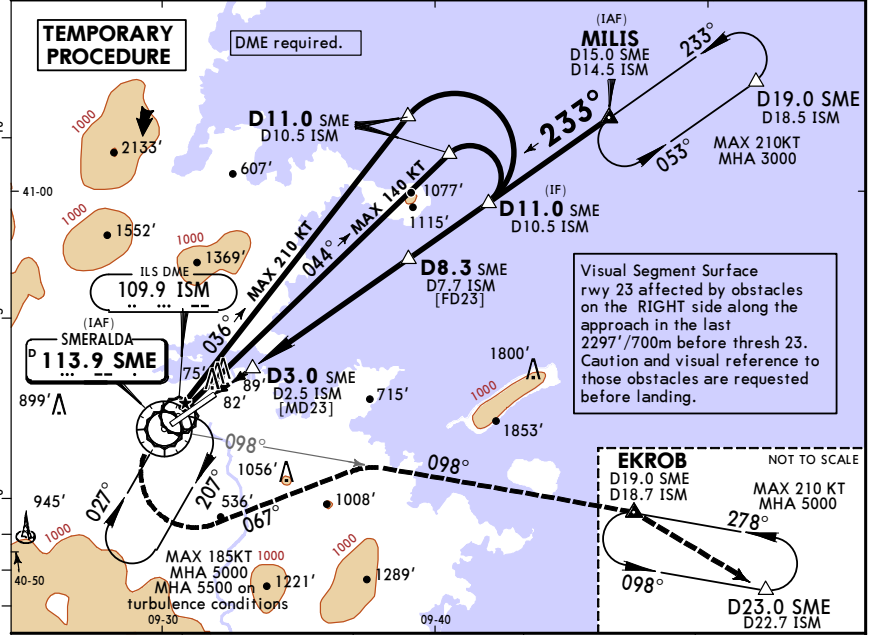 TEMPORARY
PROCEDURE
DME required.
(IAF)
MILIS
D15.0 SME
D14.5 ISM
233°
D19.0 SME
D18.5 ISM
053°
MAX 210KT
MHA 3000
233°
1000
2133'
607'
D11.0 SME
D10.5 ISM
41-00
1077'
1115'
(IF)
D11.0 SME
D10.5 ISM
1000
1552'
1000
1369'
036° MAX 210 KT
044° MAX 140 KT
D8.3 SME
D7.7 ISM
[FD23]
ILS DME
109.9 ISM
(IAF)
SMERALDA
D 113.9 SME
Visual Segment Surface
rwy 23 affected by obstacles
on the RIGHT side along the
approach in the last
2297'/700m before thresh 23.
Caution and visual reference to
those obstacles are requested
before landing.
75'
89'
82'
D3.0 SME
D2.5 ISM
[MD23]
899'
715'
1800'
1000
1853'
098°
098°
1056'
027°
207°
536'
067°
1008'
945'
1000
40-50
MAX 185KT
MHA 5000
MHA 5500 on
turbulence conditions
1000
1221'
1000
1289'
EKROB
D19.0 SME
D18.7 ISM
NOT TO SCALE
MAX 210 KT
MHA 5000
278°
098°
D23.0 SME
D22.7 ISM
09-30
09-40